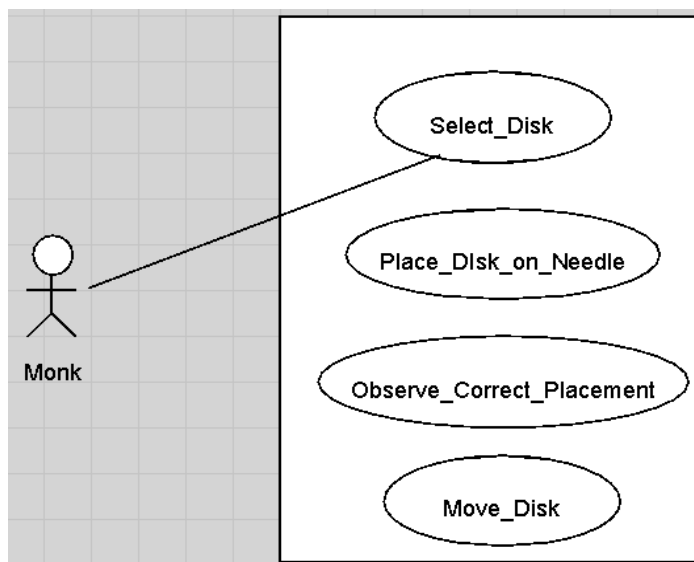 Select_Disk
Place_DIsk_on_Needle
Monk
Observe_Correct_Placement
Move_Disk